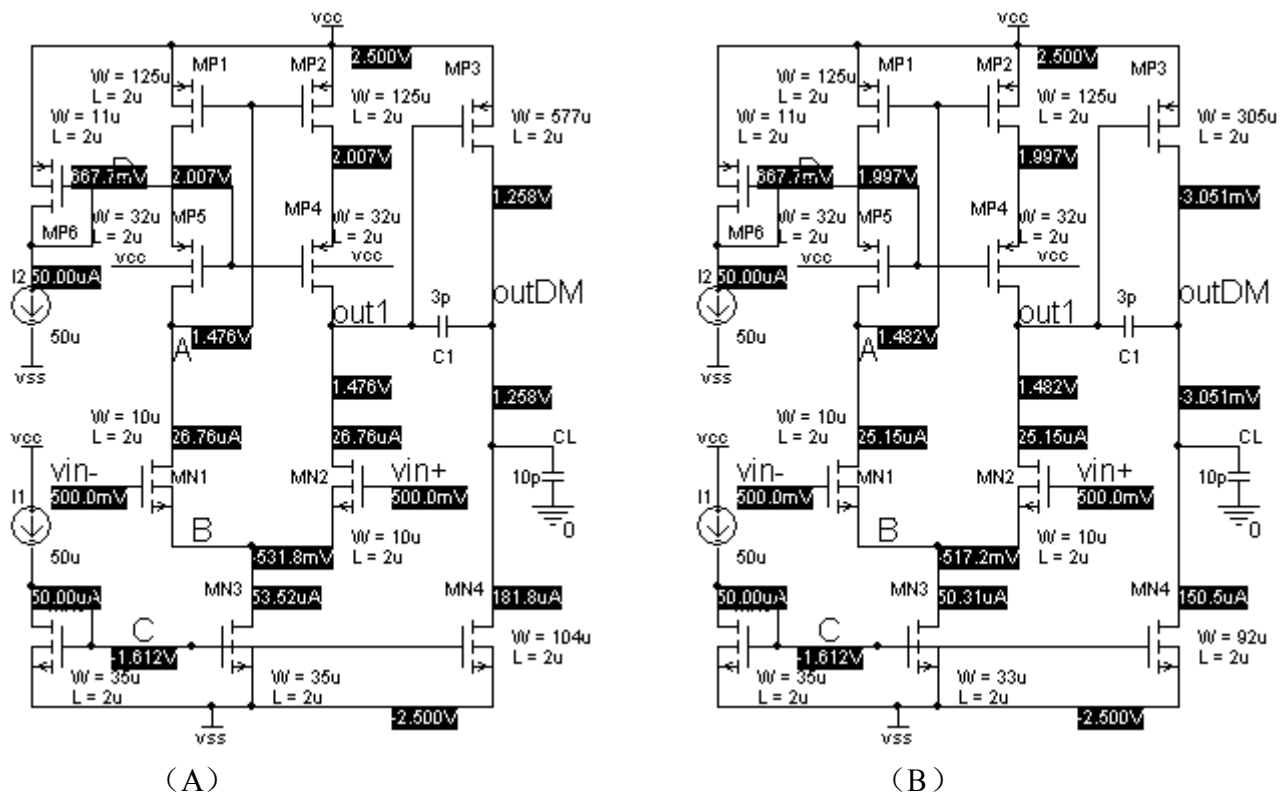 vcc
2.500V
MP1
MP2
MP3
W = 125u
L = 2u
W = 125u
L = 2u
W = 577u
L = 2u
W = 11u
L = 2u
2.007V
667.7mV
2.007V
1.258V
MP5
MP4
W = 32u
L = 2u
W = 32u
L = 2u
MP6
vcc
vcc
I2
50.00uA
50u
vss
out1
3p
C1
outDM
A
1.476V
1.476V
1.258V
W = 10u
L = 2u
26.76uA
26.76uA
vcc
CL
10p
0
vin-
500.0mV
MN1
MN2
vin+
500.0mV
I1
50u
B
W = 10u
L = 2u
-531.8mV
50.00uA
MN3
53.52uA
MN4
181.8uA
C
-1.612V
W = 104u
L = 2u
W = 35u
L = 2u
W = 35u
L = 2u
-2.500V
vss
（A）
vcc
2.500V
MP1
MP2
MP3
W = 125u
L = 2u
W = 125u
L = 2u
W = 305u
L = 2u
W = 11u
L = 2u
1.997V
667.7mV
1.997V
-3.051mV
MP5
MP4
W = 32u
L = 2u
W = 32u
L = 2u
MP6
vcc
vcc
I2
50.00uA
50u
vss
out1
3p
C1
outDM
A
1.482V
1.482V
-3.051mV
W = 10u
L = 2u
25.15uA
25.15uA
vcc
CL
10p
0
vin-
500.0mV
MN1
MN2
vin+
500.0mV
I1
50u
B
W = 10u
L = 2u
-517.2mV
50.00uA
MN3
50.31uA
MN4
150.5uA
C
-1.612V
W = 92u
L = 2u
W = 35u
L = 2u
W = 33u
L = 2u
-2.500V
vss
（B）